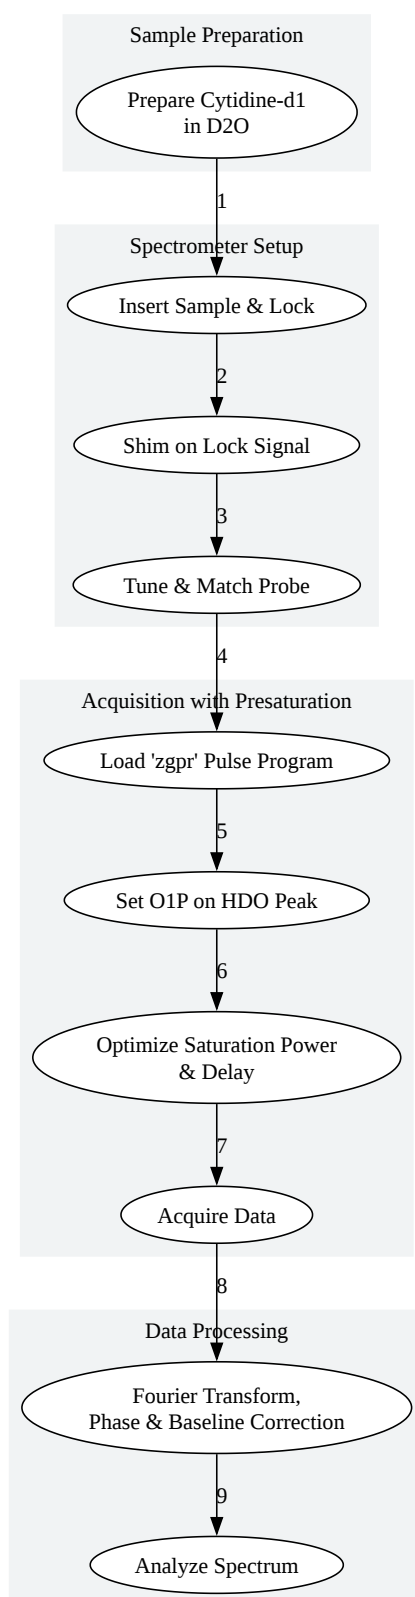 Sample Preparation
Prepare Cytidine-d1
in D2O
1
Spectrometer Setup
Insert Sample & Lock
2
Shim on Lock Signal
3
Tune & Match Probe
4
Acquisition with Presaturation
Load 'zgpr' Pulse Program
5
Set O1P on HDO Peak
6
Optimize Saturation Power
& Delay
7
Acquire Data
8
Data Processing
Fourier Transform,
Phase & Baseline Correction
9
Analyze Spectrum